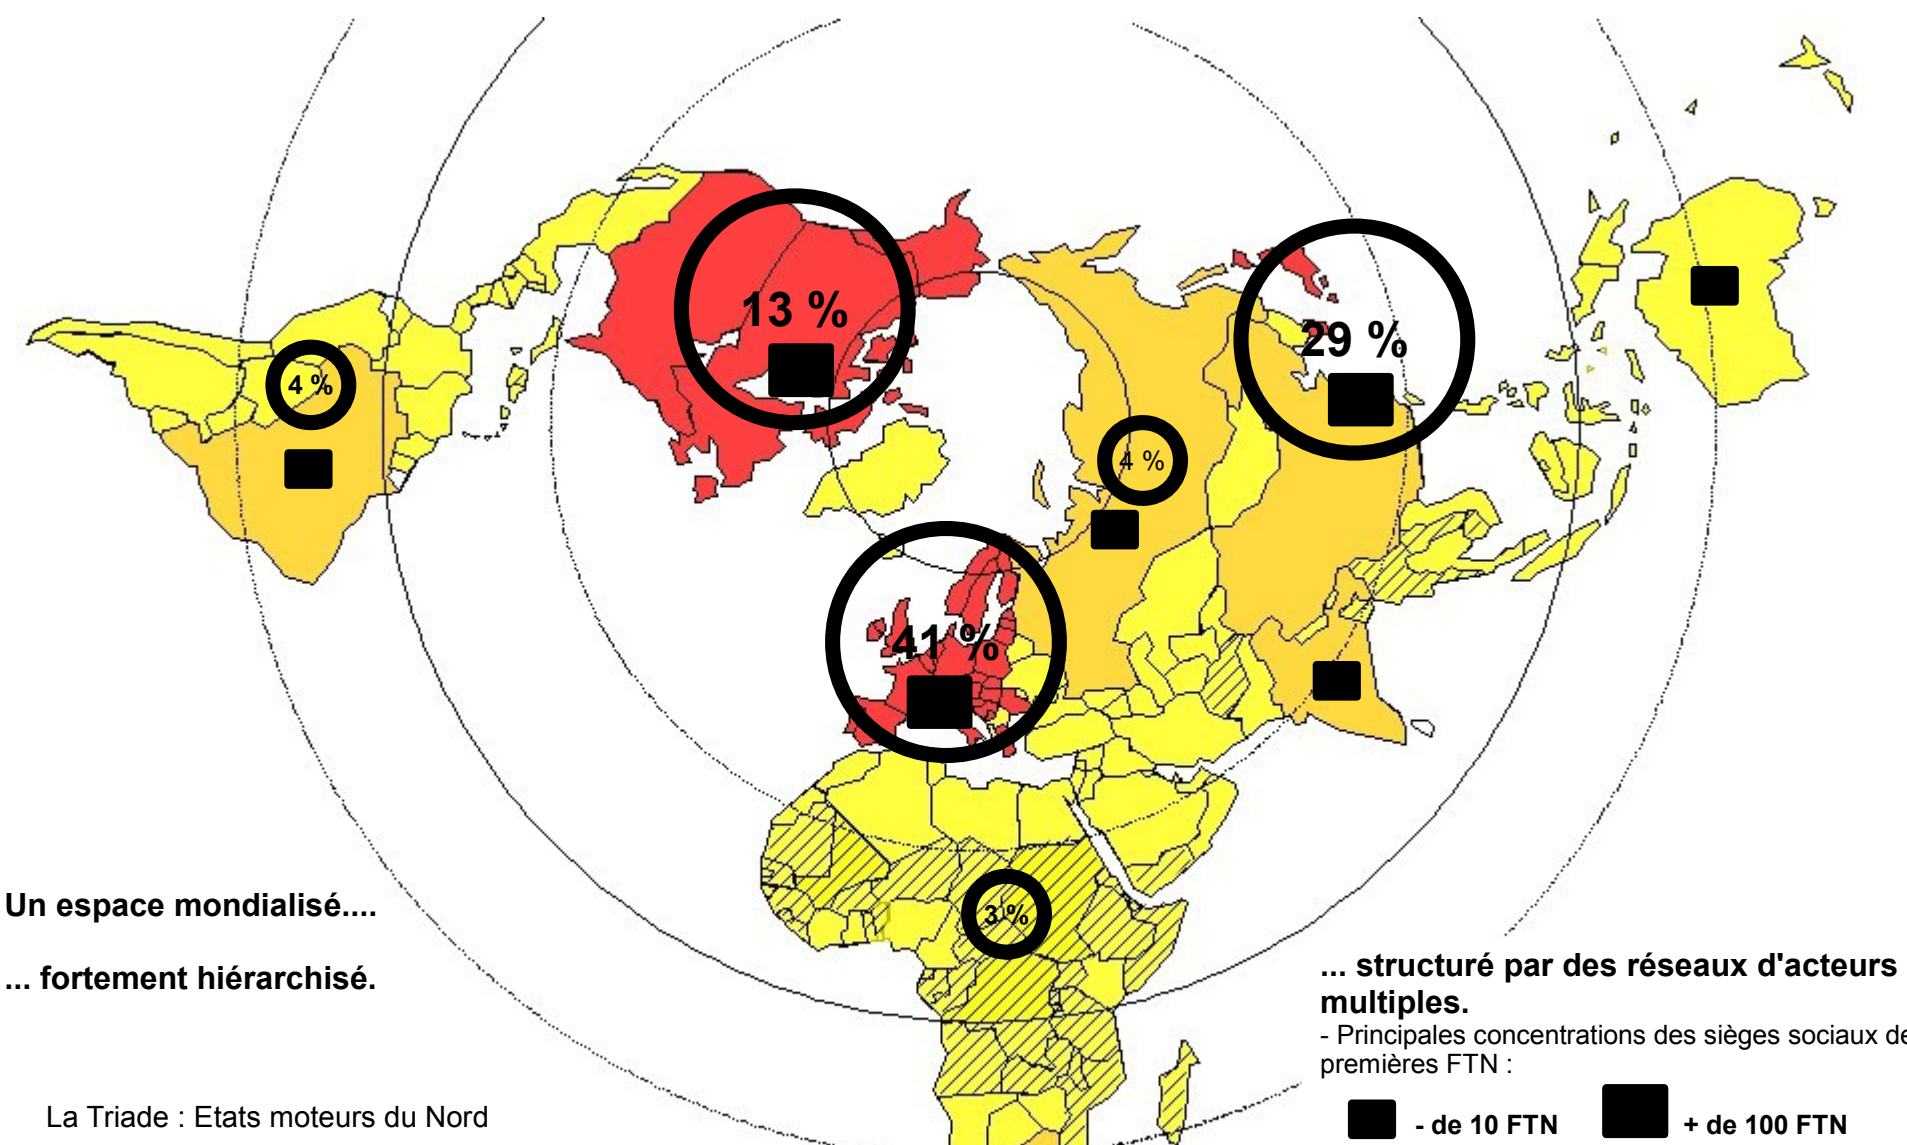 13 %
29 %
4 %
4 %
41 %
3 %
Un espace mondialisé....
... fortement hiérarchisé.
La Triade : Etats moteurs du Nord
... structuré par des réseaux d'acteurs
multiples.
- Principales concentrations des sièges sociaux de
premières FTN :
- de 10 FTN
+ de 100 FTN